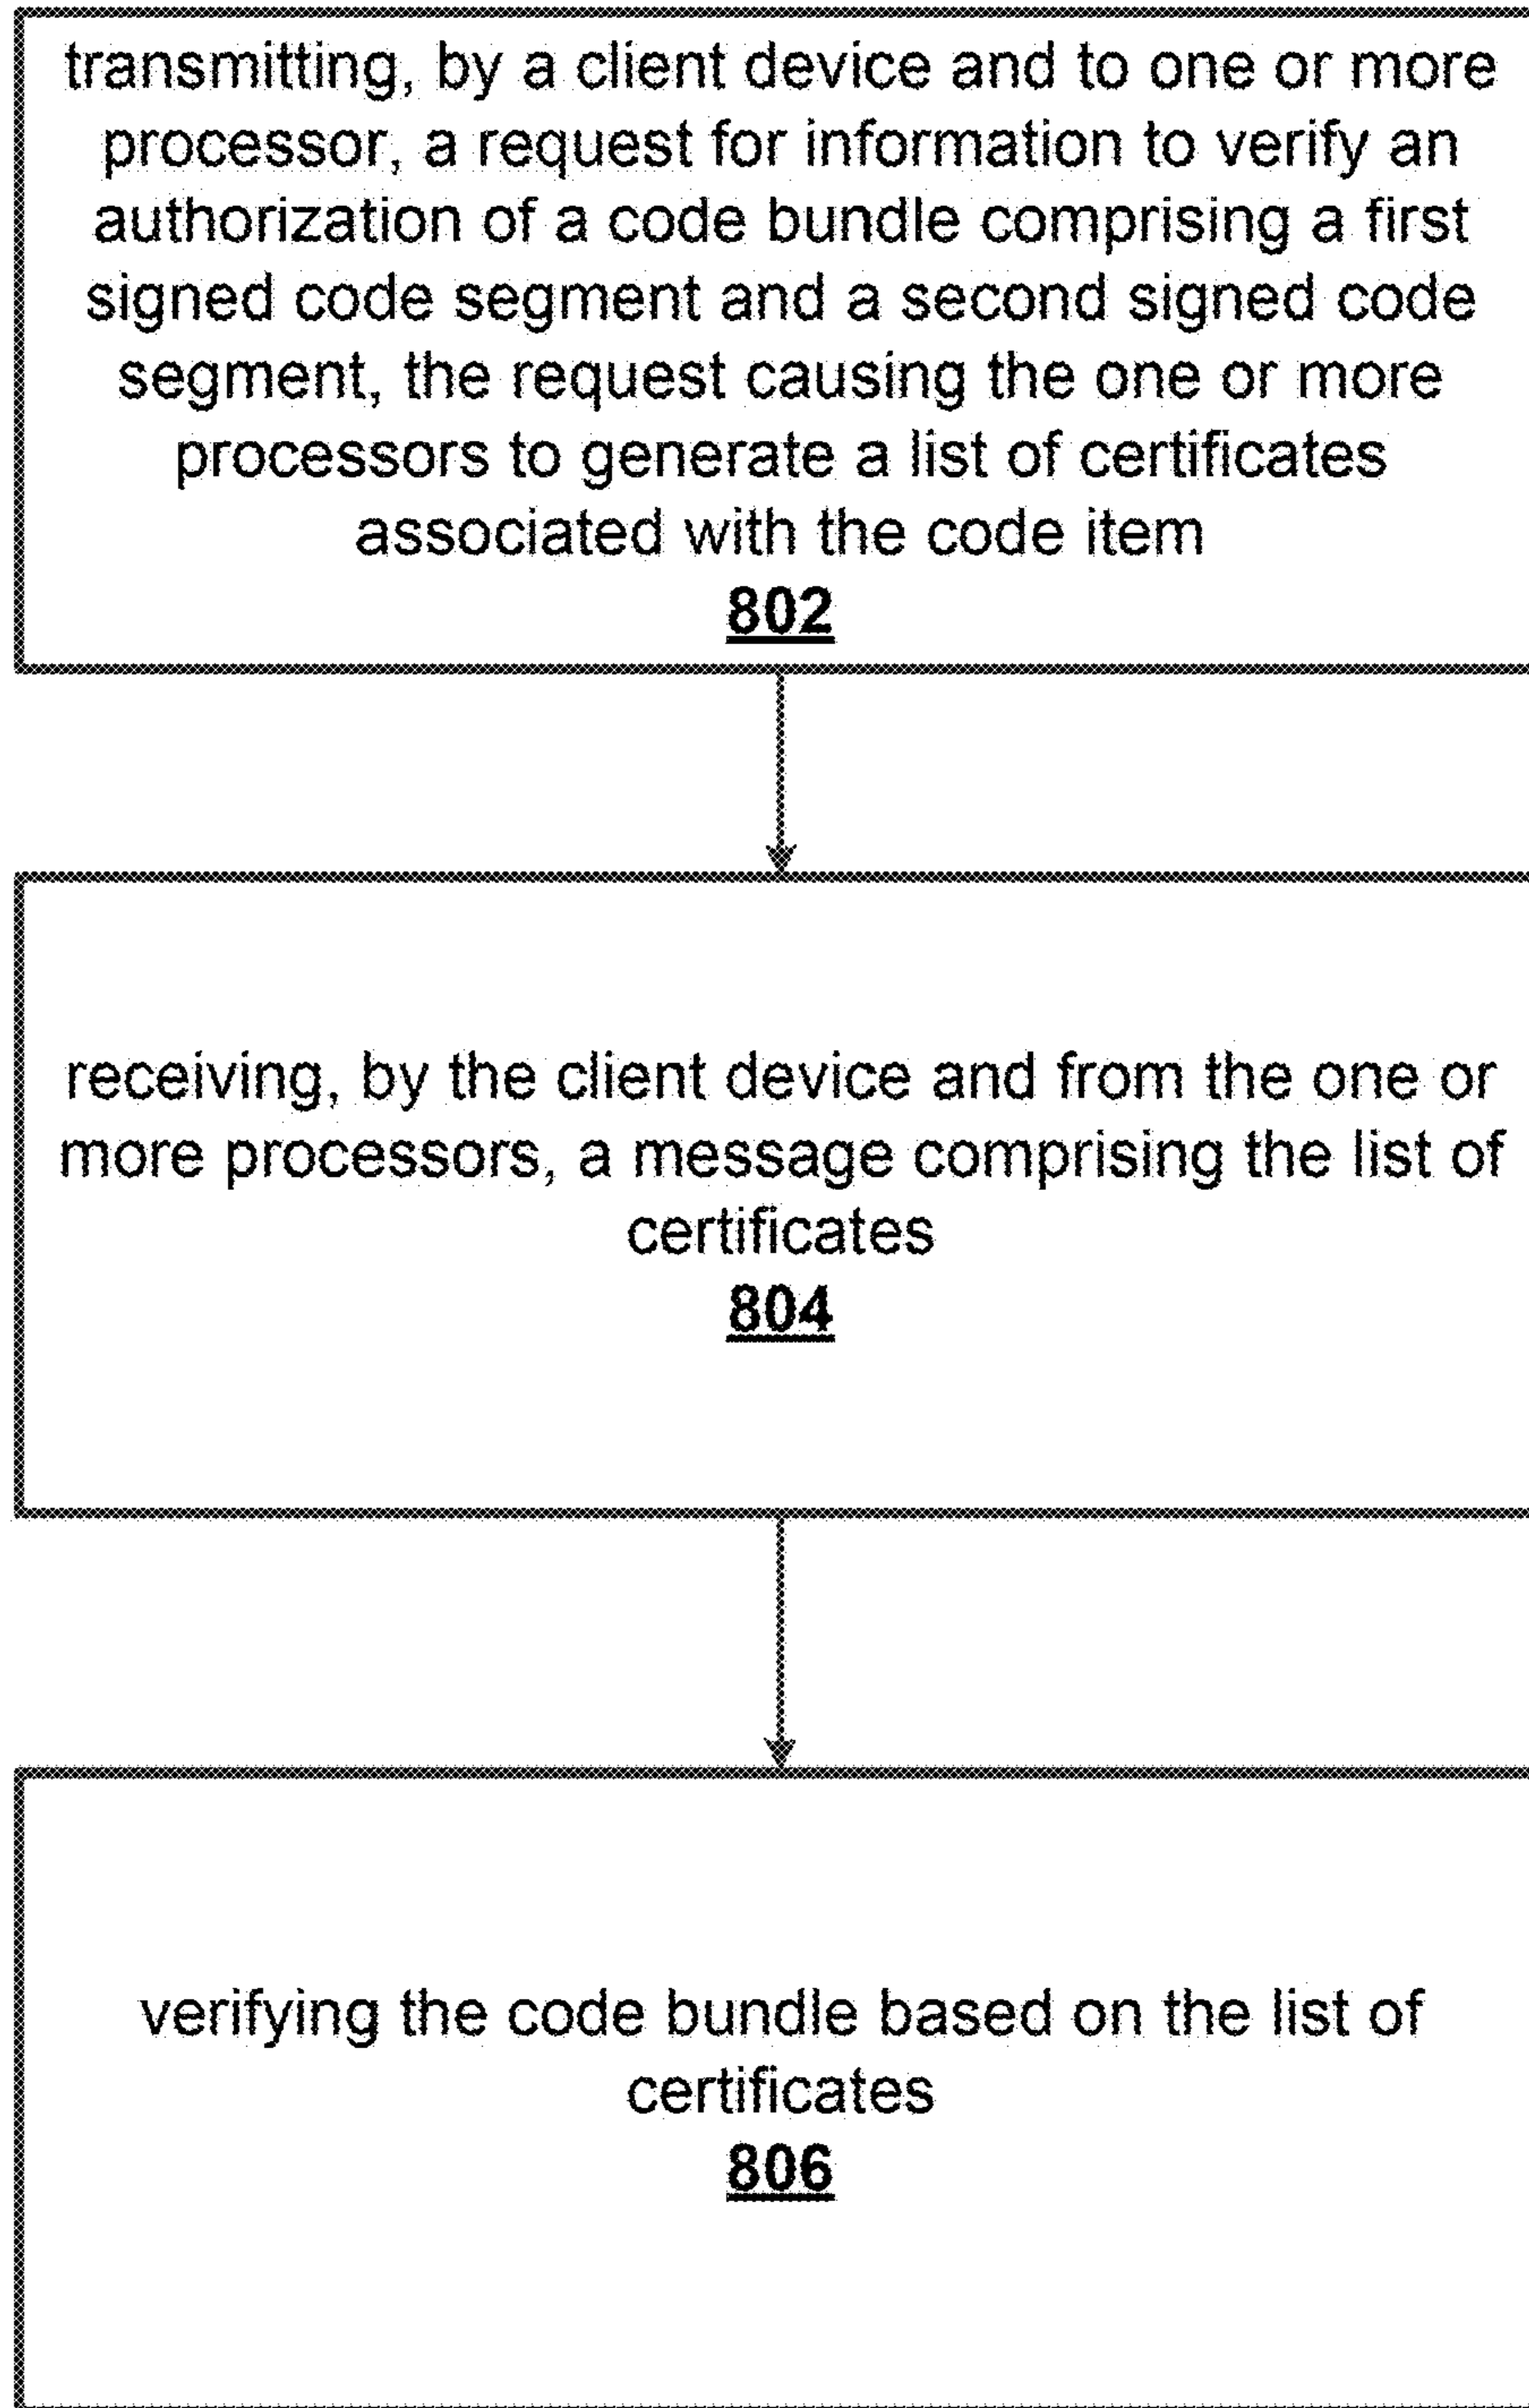 transmitting, by a client device and to one or more
processor, a request for information to verify an
authorization of a code bundle comprising a first
signed code segment and a second signed code
segment, the request causing the one or more
processors to generate a list of certificates
associated with the code item
802
receiving, by the client device and from the one or
more processors, a message comprising the list of
certificates
804
verifying the code bundle based on the list of
certificates
806